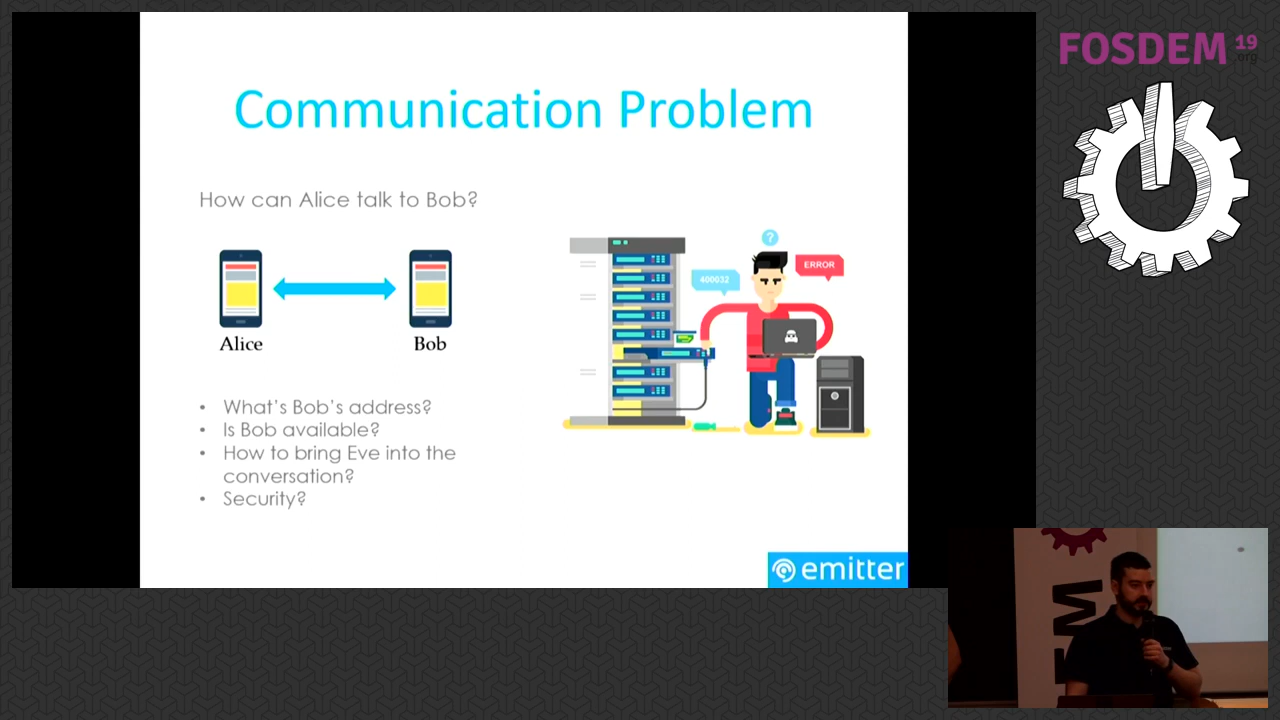 FOSDEM 19
.org
Communication Problem
How can Alice talk to Bob?
400032
ERROR
?
Alice
Bob
• What's Bob's address?
• Is Bob available?
• How to bring Eve into the
conversation?
• Security?
emitter